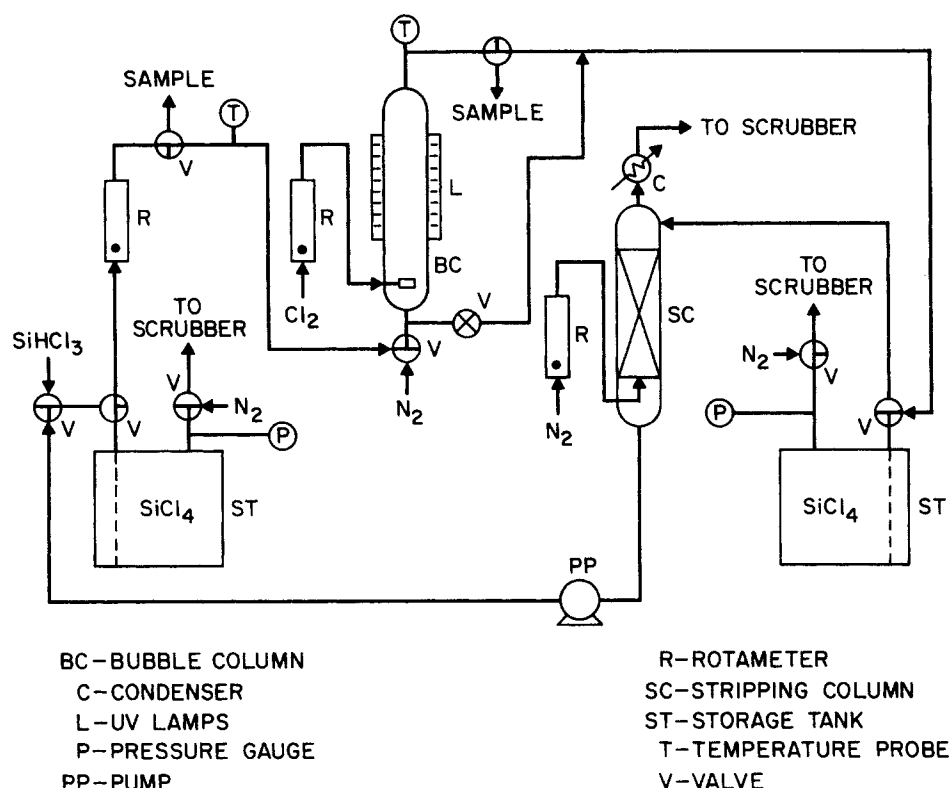 T
SAMPLE
SAMPLE
T
V
TO SCRUBBER
C
R
R
L
BC
Cl2
TO
SCRUBBER
V
SC
TO
SCRUBBER
SiHCl3
V
R
N2
V
V
V
N2
N2
N2
V
V
P
P
SiCl4
ST
SiCl4
ST
PP
BC–BUBBLE COLUMN
C–CONDENSER
L–UV LAMPS
P–PRESSURE GAUGE
PP–PUMP
R–ROTAMETER
SC–STRIPPING COLUMN
ST–STORAGE TANK
T–TEMPERATURE PROBE
V–VALVE